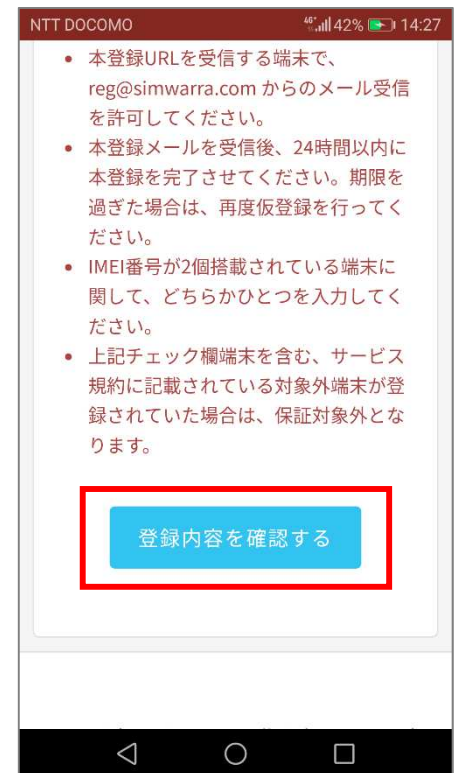 NTT DOCOMO 4G 42% 14:27
• 本登録URLを受信する端末で、
reg@simwarra.com からのメール受信
を許可してください。
• 本登録メールを受信後、24時間以内に
本登録を完了させてください。期限を
過ぎた場合は、再度仮登録を行ってく
ださい。
• IMEI番号が2個搭載されている端末に
関して、どちらかひとつを入力してく
ださい。
• 上記チェック欄端末を含む、サービス
規約に記載されている対象外端末が登
録されていた場合は、保証対象外とな
ります。
登録内容を確認する